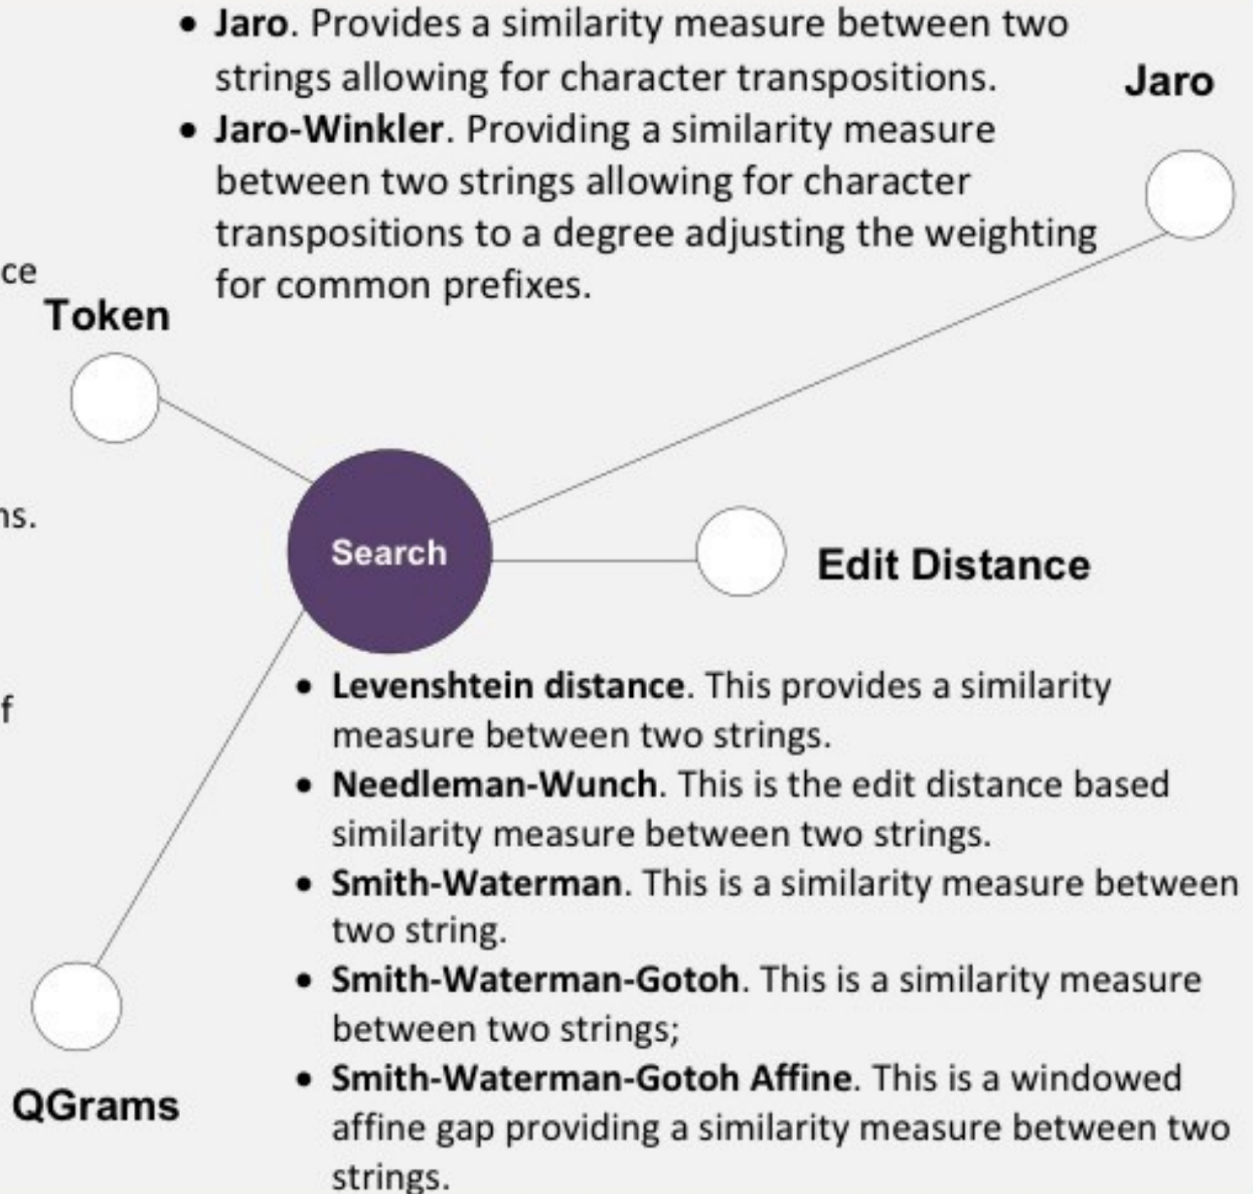 • Jaro. Provides a similarity measure between two
strings allowing for character transpositions.
Jaro
• Jaro-Winkler. Providing a similarity measure
between two strings allowing for character
transpositions to a degree adjusting the weighting
for common prefixes.
ce
Token
ns.
Search
Edit Distance
f
• Levenshtein distance. This provides a similarity
measure between two strings.
• Needleman-Wunch. This is the edit distance based
similarity measure between two strings.
• Smith-Waterman. This is a similarity measure between
two string.
• Smith-Waterman-Gotoh. This is a similarity measure
between two strings;
• Smith-Waterman-Gotoh Affine. This is a windowed
affine gap providing a similarity measure between two
strings.
QGrams